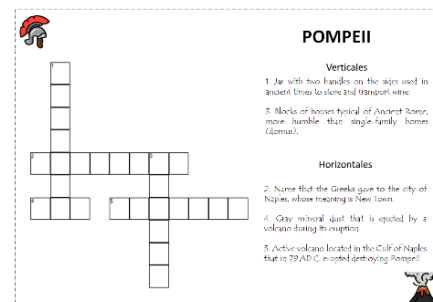 POMPEII
Verticales
1. Jar with two handles on the sides used in
ancient times to store and transport wine.
3. Blocks of houses typical of Ancient Rome,
more humble than single-family homes
(domus).
Horizontales
2. Name that the Greeks gave to the city of
Naples, whose meaning is New Town.
4. Gray mineral dust that is ejected by a
volcano during its eruption.
5. Active volcano located in the Gulf of Naples
that in 79 A.D.C. erupted destroying Pompeii.
1
2
3
4
5